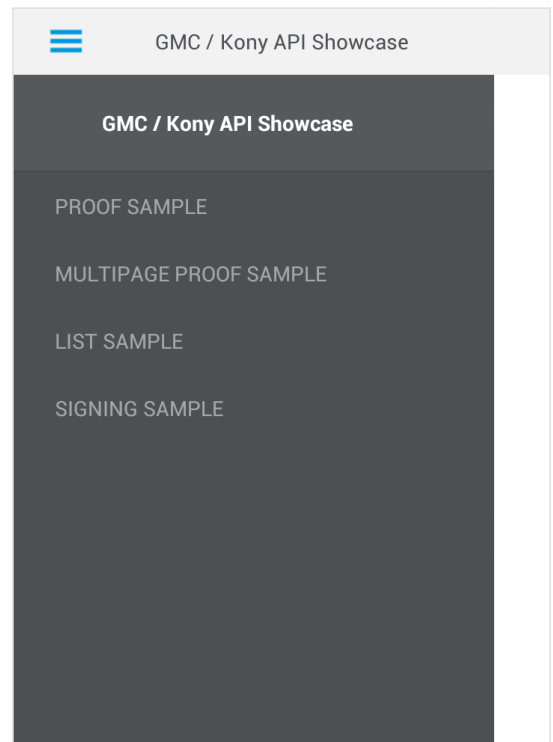 GMC / Kony API Showcase
GMC / Kony API Showcase
PROOF SAMPLE
MULTIPAGE PROOF SAMPLE
LIST SAMPLE
SIGNING SAMPLE